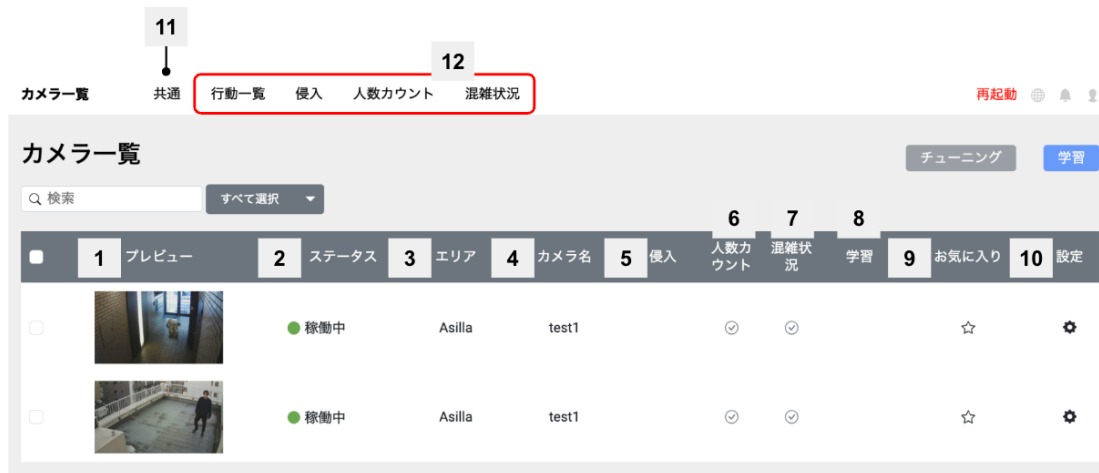 11
12
カメラ一覧 共通 行動一覧 侵入 人数カウント 混雑状況 再起動
カメラ一覧 チューニング 学習
検索 すべて選択
6 7 8
1 プレビュー 2 ステータス 3 エリア 4 カメラ名 5 侵入 人数カ 混雑状 学習 9 お気に入り 10 設定
ウント 況
稼働中 Asilla test1
稼働中 Asilla test1